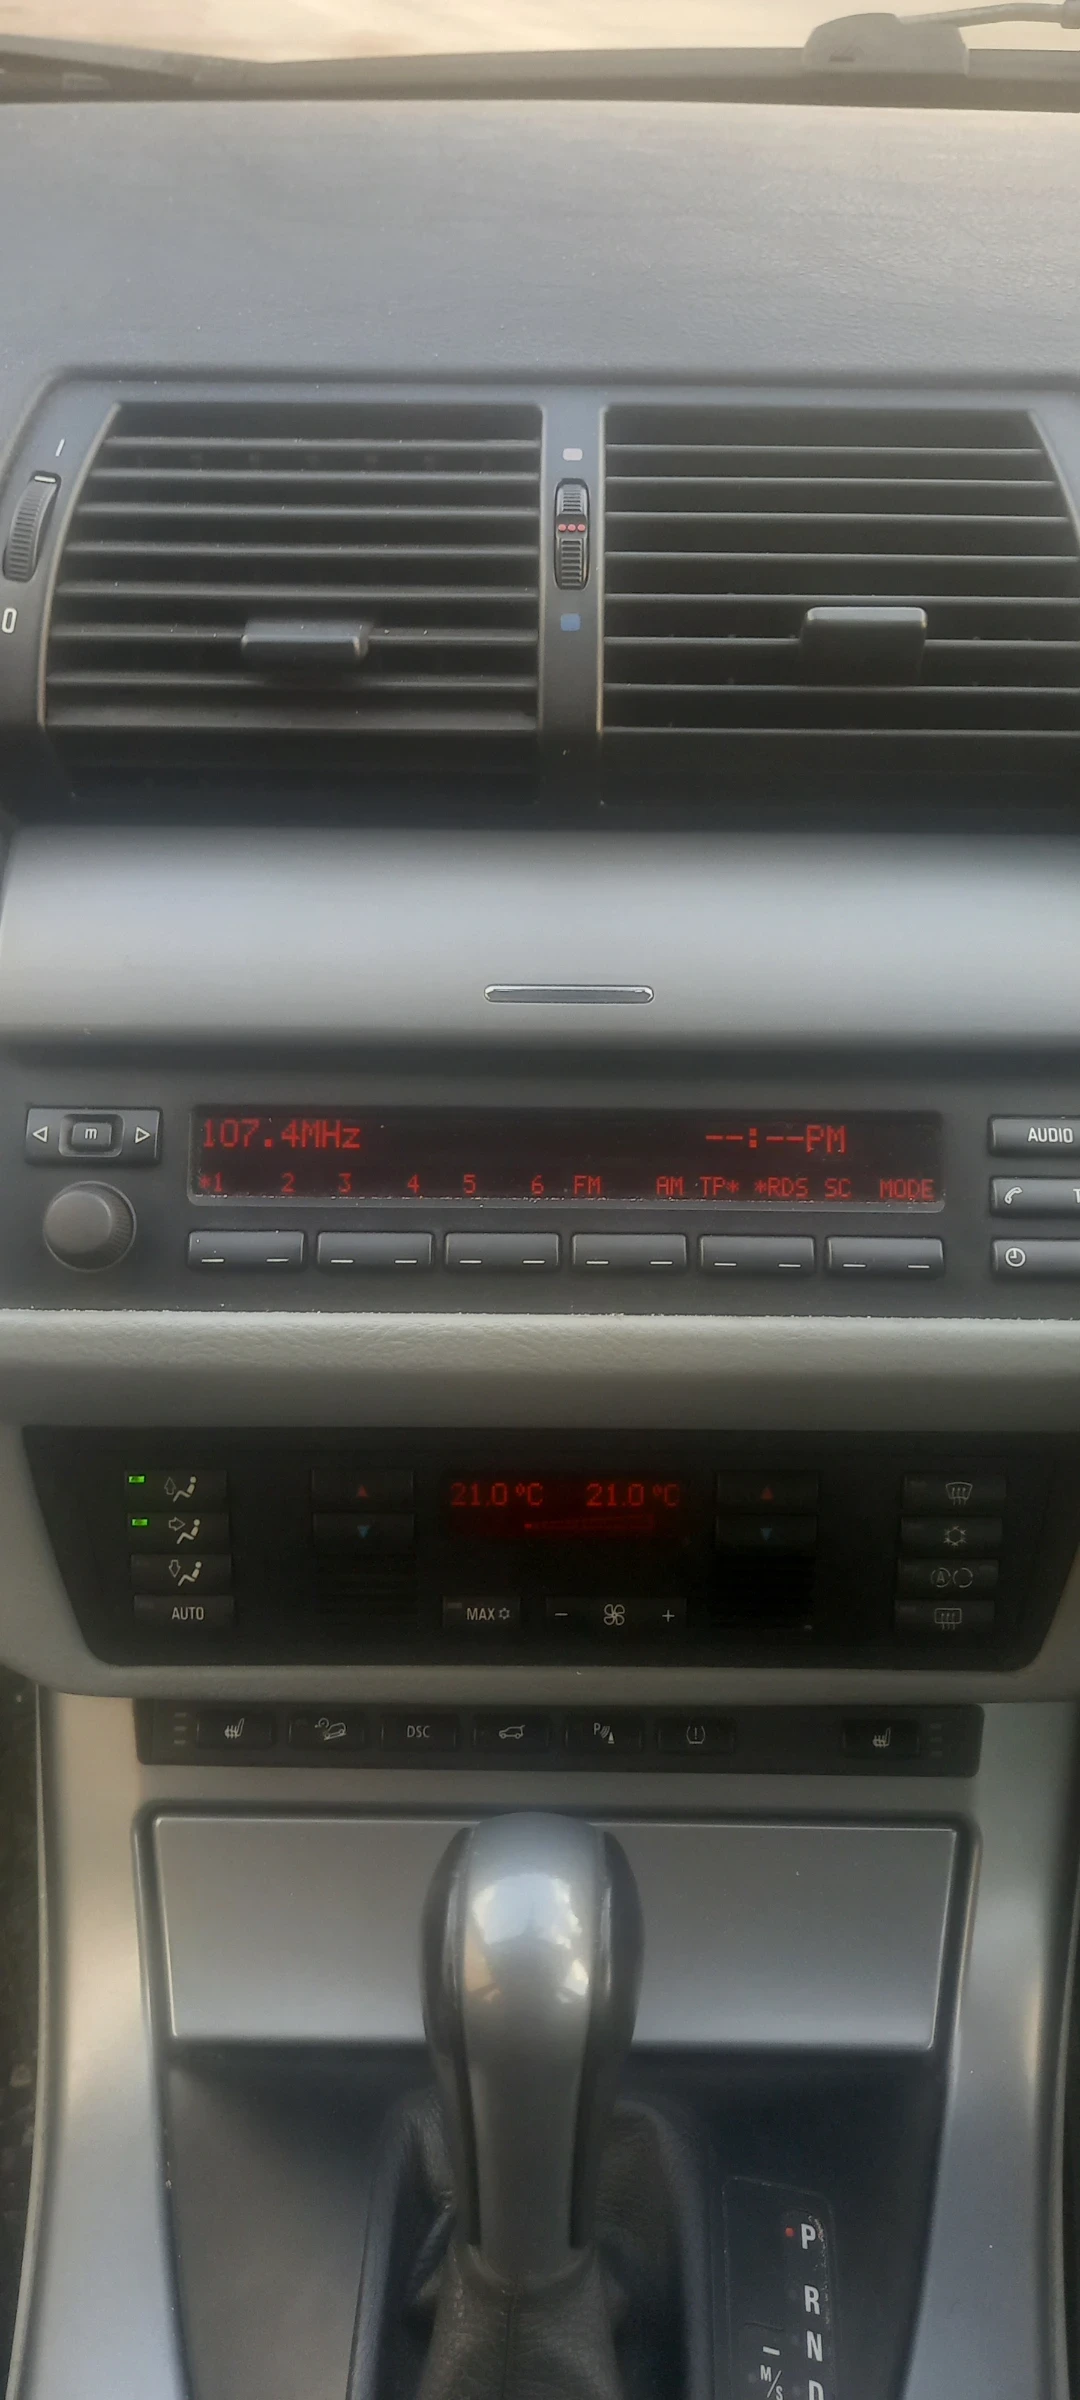 I
0
107.4MHz --:--PM
*1 2 3 4 5 6 FM AM TP* *RDS SC MODE
m
AUDIO
T
21.0°C 21.0°C
A
AUTO
MAX
- +
DSC
P
P
R
N
D
M/S